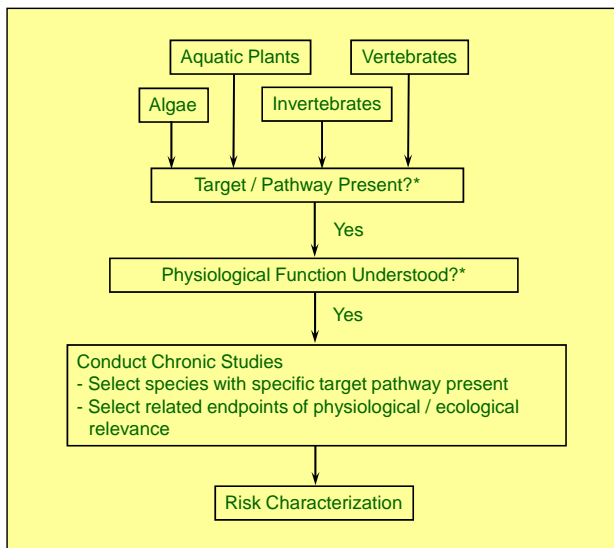 Aquatic Plants
Vertebrates
Algae
Invertebrates
Target / Pathway Present?*
Yes
Physiological Function Understood?*
Yes
Conduct Chronic Studies
- Select species with specific target pathway present
- Select related endpoints of physiological / ecological
relevance
Risk Characterization